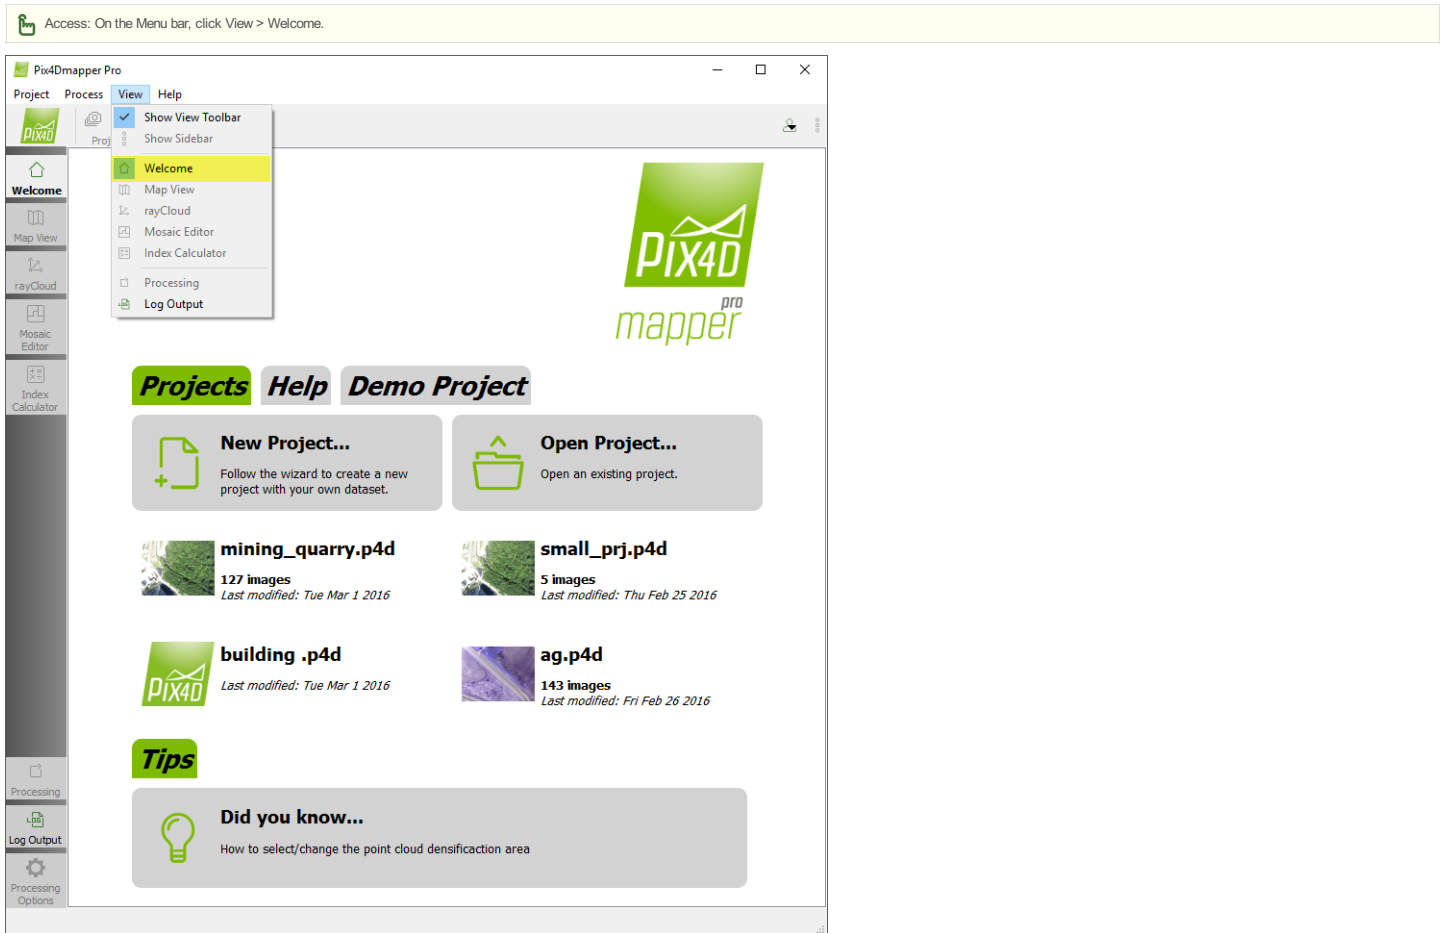 Access: On the Menu bar, click View > Welcome.
Pix4Dmapper Pro
Project Process View Help
Show View Toolbar
Proj
Show Sidebar
Welcome
Map View
rayCloud
Mosaic Editor
Index Calculator
Processing
Log Output
PIX4D
Welcome
Map View
rayCloud
Mosaic
Editor
Index
Calculator
Processing
LOG
Log Output
Processing
Options
PIX4D
pro
mapper
Projects Help Demo Project
New Project...
Follow the wizard to create a new
project with your own dataset.
Open Project...
Open an existing project.
mining_quarry.p4d
127 images
Last modified: Tue Mar 1 2016
small_prj.p4d
5 images
Last modified: Thu Feb 25 2016
PIX4D
building .p4d
Last modified: Tue Mar 1 2016
ag.p4d
143 images
Last modified: Fri Feb 26 2016
Tips
Did you know...
How to select/change the point cloud densificaction area